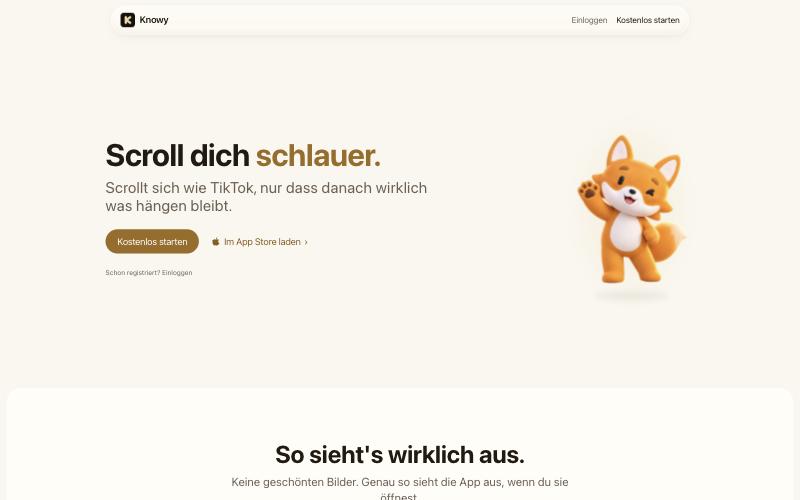 K Knowy
Einloggen
Kostenlos starten
Scroll dich schlauer.
Scrollt sich wie TikTok, nur dass danach wirklich
was hängen bleibt.
Kostenlos starten
Im App Store laden ›
Schon registriert? Einloggen
So sieht's wirklich aus.
Keine geschönten Bilder. Genau so sieht die App aus, wenn du sie
öffnest.